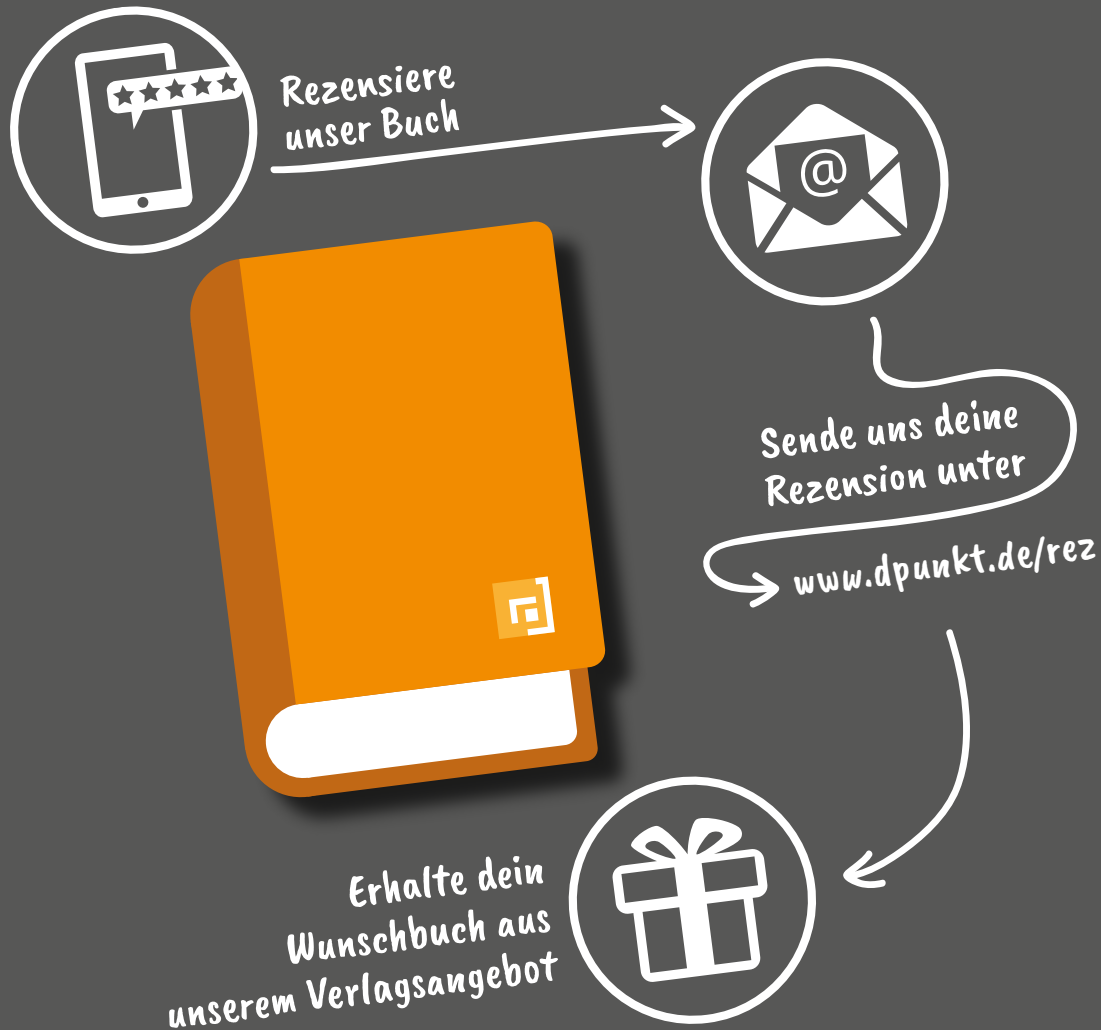 Rezensiere
unser Buch
@
Sende uns deine
Rezension unter
www.dpunkt.de/rez
Erhalte dein
Wunschbuch aus
unserem Verlagsangebot